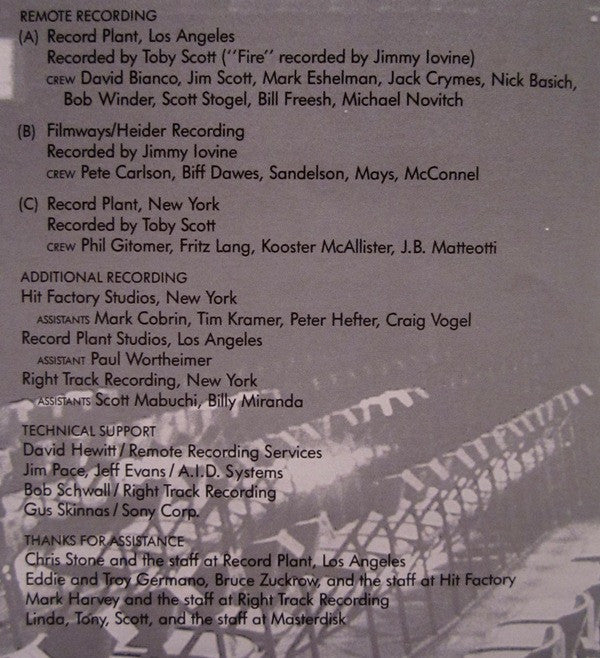 REMOTE RECORDING
(A) Record Plant, Los Angeles
Recorded by Toby Scott ("Fire" recorded by Jimmy Iovine)
CREW David Bianco, Jim Scott, Mark Eshelman, Jack Crymes, Nick Basich,
Bob Winder, Scott Stogel, Bill Freesh, Michael Novitch
(B) Filmways/Heider Recording
Recorded by Jimmy Iovine
CREW Pete Carlson, Biff Dawes, Sandelson, Mays, McConnel
(C) Record Plant, New York
Recorded by Toby Scott
CREW Phil Gitomer, Fritz Lang, Kooster McAllister, J.B. Matteotti
ADDITIONAL RECORDING
Hit Factory Studios, New York
ASSISTANTS Mark Cobrin, Tim Kramer, Peter Hefter, Craig Vogel
Record Plant Studios, Los Angeles
ASSISTANT Paul Wortheimer
Right Track Recording, New York
ASSISTANTS Scott Mabuchi, Billy Miranda
TECHNICAL SUPPORT
David Hewitt/Remote Recording Services
Jim Pace, Jeff Evans/A.I.D. Systems
Bob Schwall/Right Track Recording
Gus Skinnas/Sony Corp.
THANKS FOR ASSISTANCE
Chris Stone and the staff at Record Plant, Los Angeles
Eddie and Troy Germano, Bruce Zuckrow, and the staff at Hit Factory
Mark Harvey and the staff at Right Track Recording
Linda, Tony, Scott, and the staff at Masterdisk